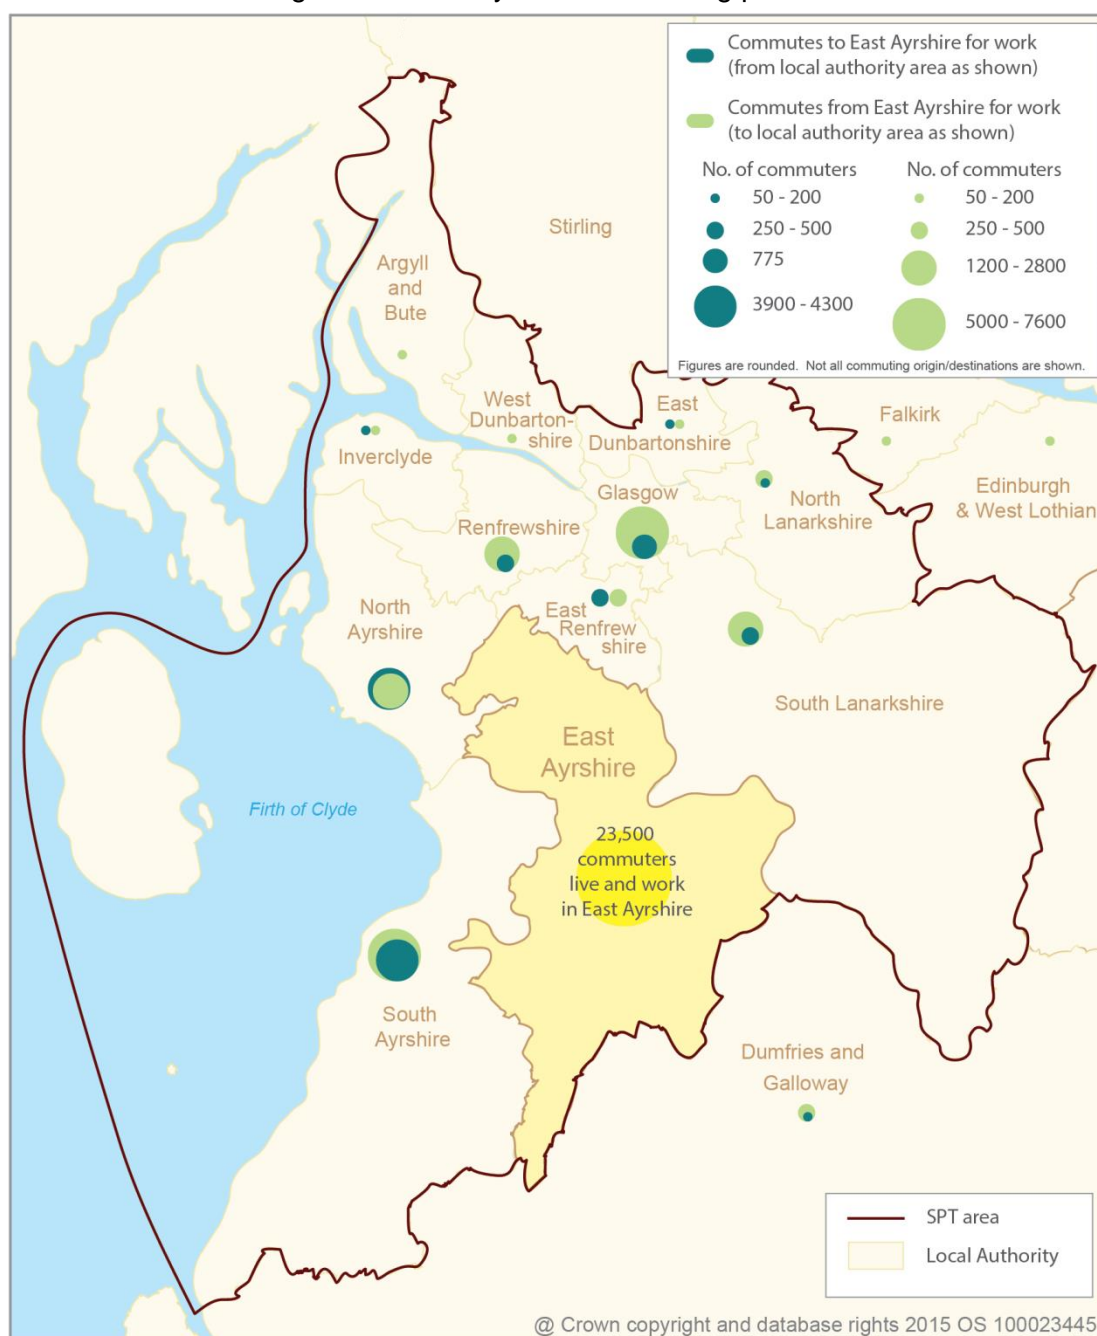 Commutes to East Ayrshire for work
(from local authority area as shown)
Commutes from East Ayrshire for work
(to local authority area as shown)
No. of commuters
No. of commuters
50 - 200
50 - 200
250 - 500
250 - 500
775
1200 - 2800
3900 - 4300
5000 - 7600
Figures are rounded. Not all commuting origin/destinations are shown.
Stirling
Argyll
and
Bute
West
Dunbarton-
shire
East
Dunbartonshire
Falkirk
Inverclyde
Edinburgh
& West Lothian
Glasgow
North
Lanarkshire
Renfrewshire
North
Ayrshire
East
Renfrew
shire
South Lanarkshire
East
Ayrshire
Firth of Clyde
23,500
commuters
live and work
in East Ayrshire
South
Ayrshire
Dumfries and
Galloway
SPT area
Local Authority
@ Crown copyright and database rights 2015 OS 100023445